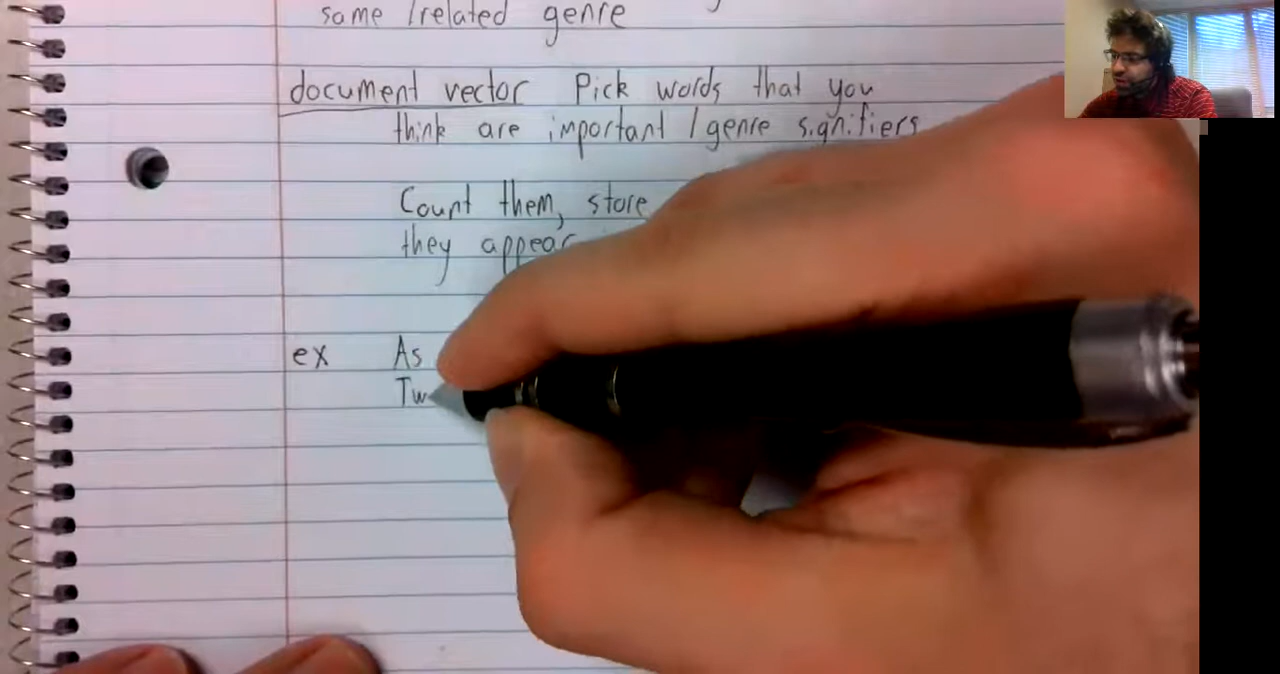 same /related genre
document vector Pick words that you
think are important / genre signifiers
Count them, store
they appear
ex As
Tw